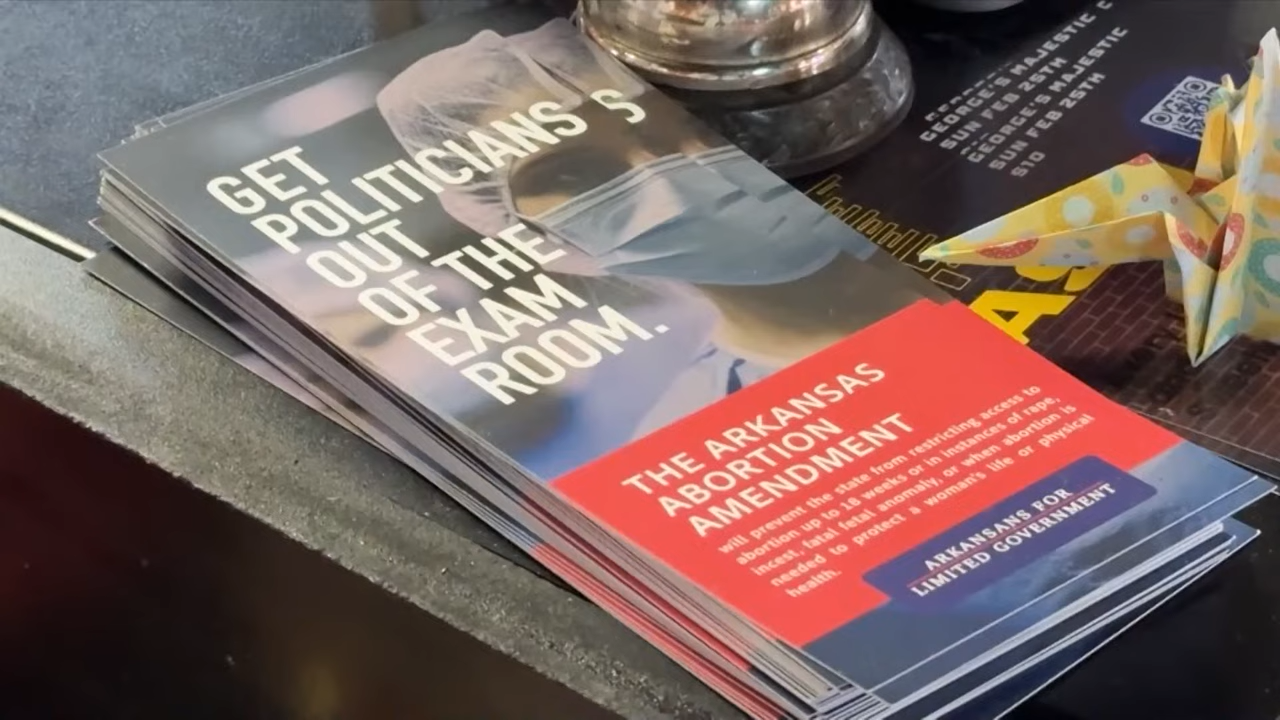 GET
POLITICIANS
OUT
OF THE
EXAM
ROOM.
S
THE ARKANSAS
ABORTION
AMENDMENT
will prevent the state from restricting access to
abortion up to 18 weeks or in instances of rape,
incest, fatal fetal anomaly, or when abortion is
needed to protect a woman's life or physical
health.
ARKANSANS FOR
LIMITED GOVERNMENT
GEORGE'S MAJESTIC
SUN FEB 25TH
GEORGE'S MAJESTIC
SUN FEB 25TH
$10
AS